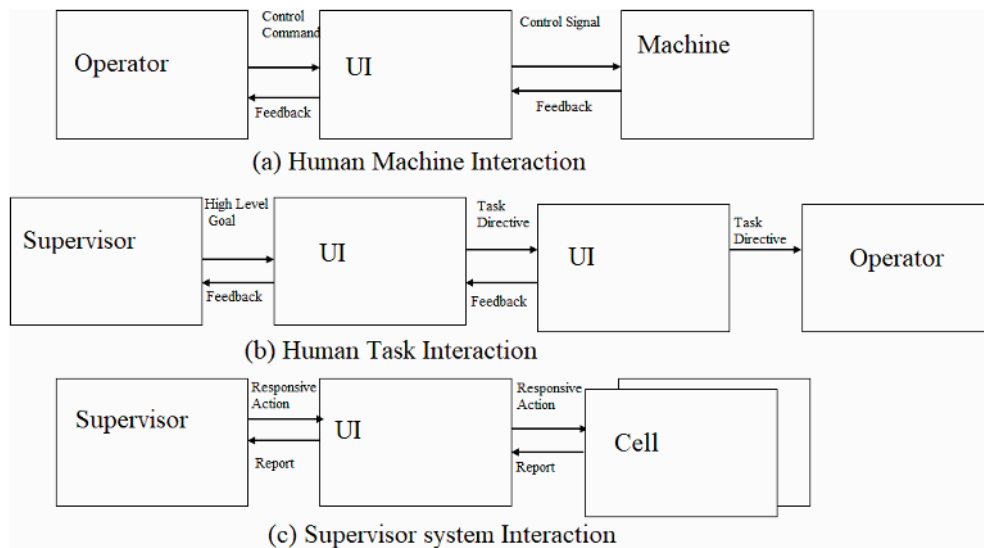 Control
Command
Control Signal
Operator
UI
Machine
Feedback
Feedback
(a) Human Machine Interaction
High Level
Goal
Task
Directive
Task
Directive
Supervisor
UI
UI
Operator
Feedback
Feedback
(b) Human Task Interaction
Responsive
Action
Responsive
Action
Supervisor
UI
Cell
Report
Report
(c) Supervisor system Interaction